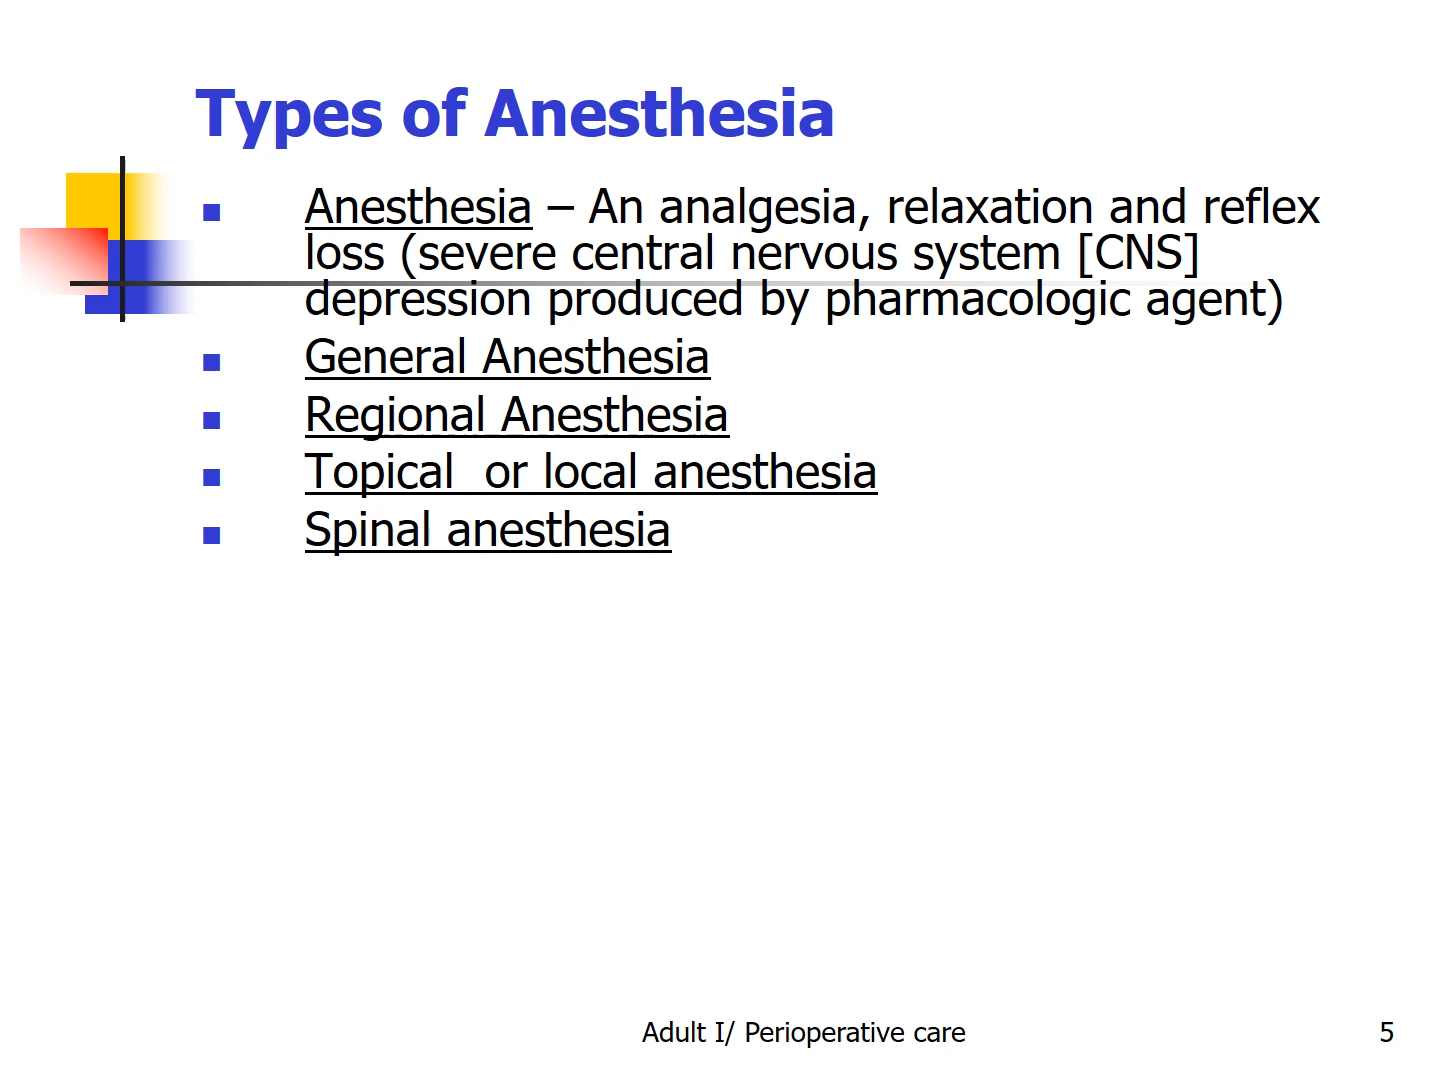 Types of Anesthesia
Anesthesia – An analgesia, relaxation and reflex
loss (severe central nervous system [CNS]
depression produced by pharmacologic agent)
General Anesthesia
Regional Anesthesia
Topical  or local anesthesia
Spinal anesthesia
Adult I/ Perioperative care
5